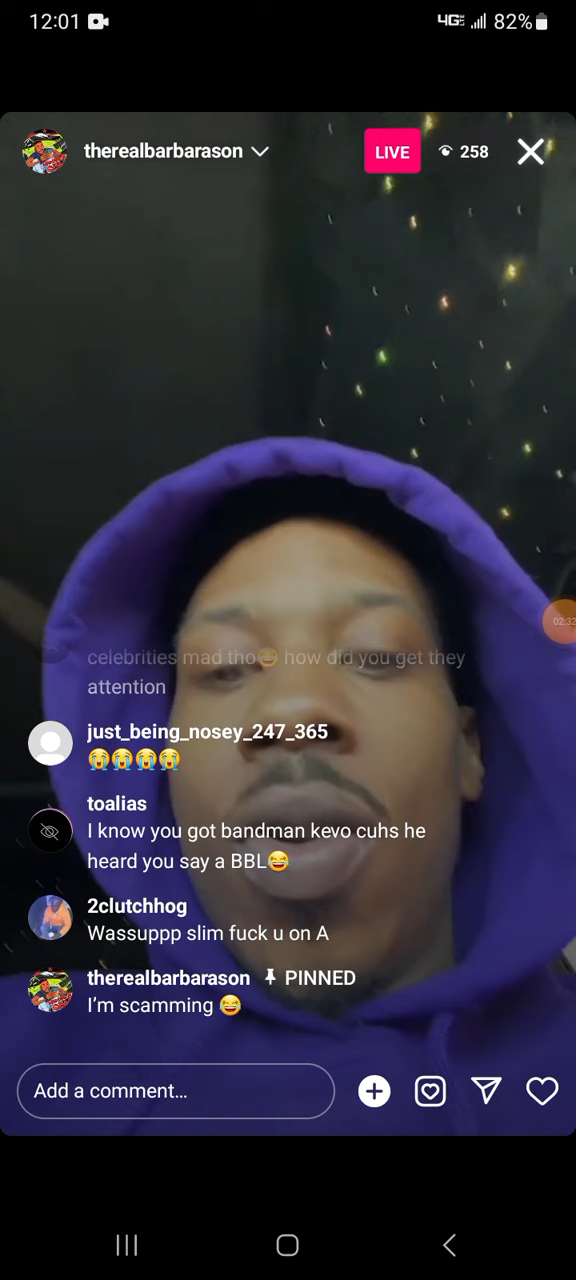 12:01
4GE 82%
therealbarbarason
LIVE
258
02:32
celebrities mad tho😂 how did you get they
attention
just_being_nosey_247_365
😭😭😭😭
toalias
I know you got bandman kevo cuhs he
heard you say a BBL😂
2clutchhog
Wassuppp slim fuck u on A
therealbarbarason PINNED
I'm scamming 😂
Add a comment...